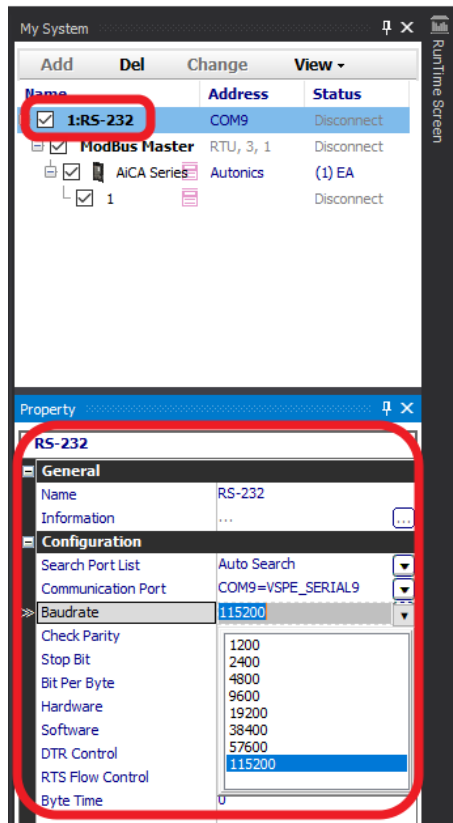 My System
Add Del Change View
Name Address Status
1:RS-232 COM9 Disconnect
ModBus Master RTU, 3, 1 Disconnect
AiCA Series Autonics (1) EA
1 Disconnect
RunTime Screen
Property
RS-232
General
Name RS-232
Information ...
Configuration
Search Port List Auto Search
Communication Port COM9=VSPE_SERIAL9
Baudrate 115200
Check Parity
Stop Bit
Bit Per Byte
Hardware
Software
DTR Control
RTS Flow Control
Byte Time 0
1200
2400
4800
9600
19200
38400
57600
115200